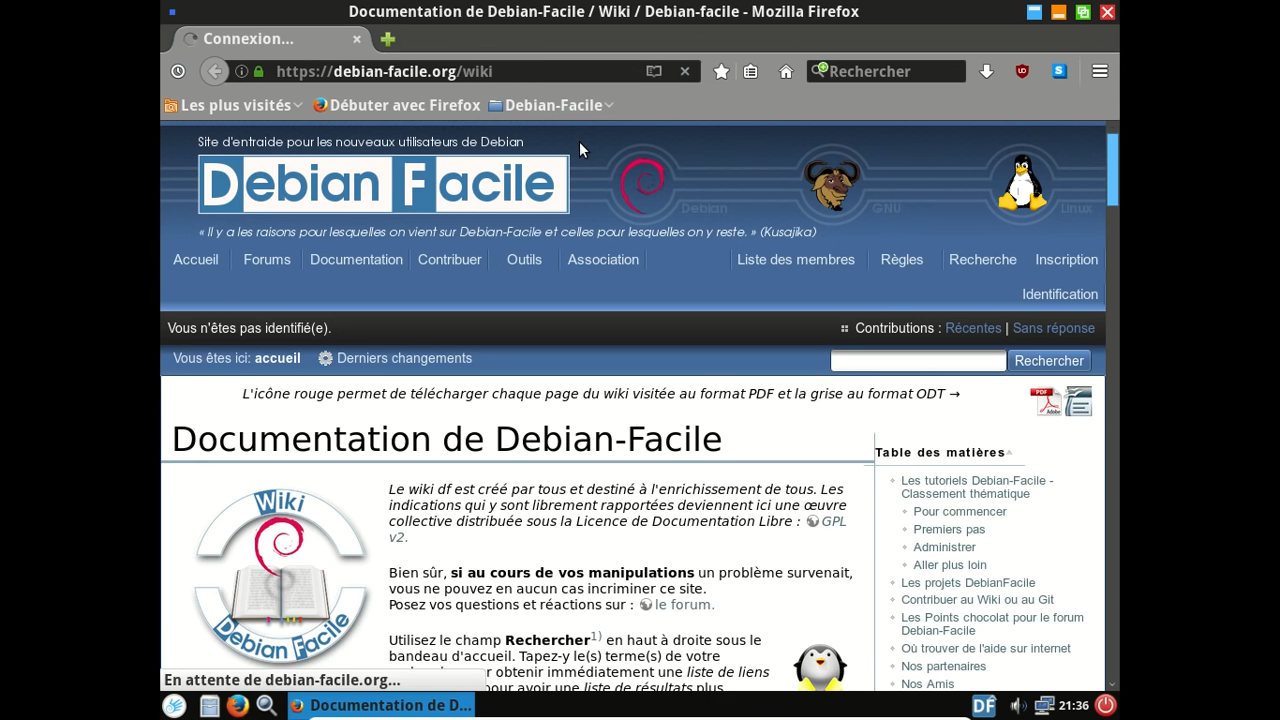 Documentation de Debian-Facile / Wiki / Debian-facile - Mozilla Firefox
Connexion...
https://debian-facile.org/wiki
Rechercher
Les plus visités
Débuter avec Firefox
Debian-Facile
Site d'entraide pour les nouveaux utilisateurs de Debian
Debian Facile
Debian
GNU
Linux
« Il y a les raisons pour lesquelles on vient sur Debian-Facile et celles pour lesquelles on y reste. » (Kusajika)
Accueil Forums Documentation Contribuer Outils Association Liste des membres Règles Recherche Inscription
Identification
Vous n'êtes pas identifié(e).
Contributions : Récentes | Sans réponse
Vous êtes ici: accueil
Derniers changements
Rechercher
L'icône rouge permet de télécharger chaque page du wiki visitée au format PDF et la grise au format ODT →
PDF
Adobe
Documentation de Debian-Facile
Table des matières
Les tutoriels Debian-Facile -
Classement thématique
Pour commencer
Premiers pas
Administrer
Aller plus loin
Les projets DebianFacile
Contribuer au Wiki ou au Git
Les Points chocolat pour le forum
Debian-Facile
Où trouver de l'aide sur internet
Nos partenaires
Nos Amis
Wiki
Debian Facile
Le wiki df est créé par tous et destiné à l'enrichissement de tous. Les
indications qui y sont librement rapportées deviennent ici une œuvre
collective distribuée sous la Licence de Documentation Libre : GPL
v2.
Bien sûr, si au cours de vos manipulations un problème survenait,
vous ne pouvez en aucun cas incriminer ce site.
Posez vos questions et réactions sur : le forum.
Utilisez le champ Rechercher1) en haut à droite sous le
bandeau d'accueil. Tapez-y le(s) terme(s) de votre
obtenir immédiatement une liste de liens
pour avoir une liste de résultats plus
En attente de debian-facile.org...
Documentation de D...
DF
21:36